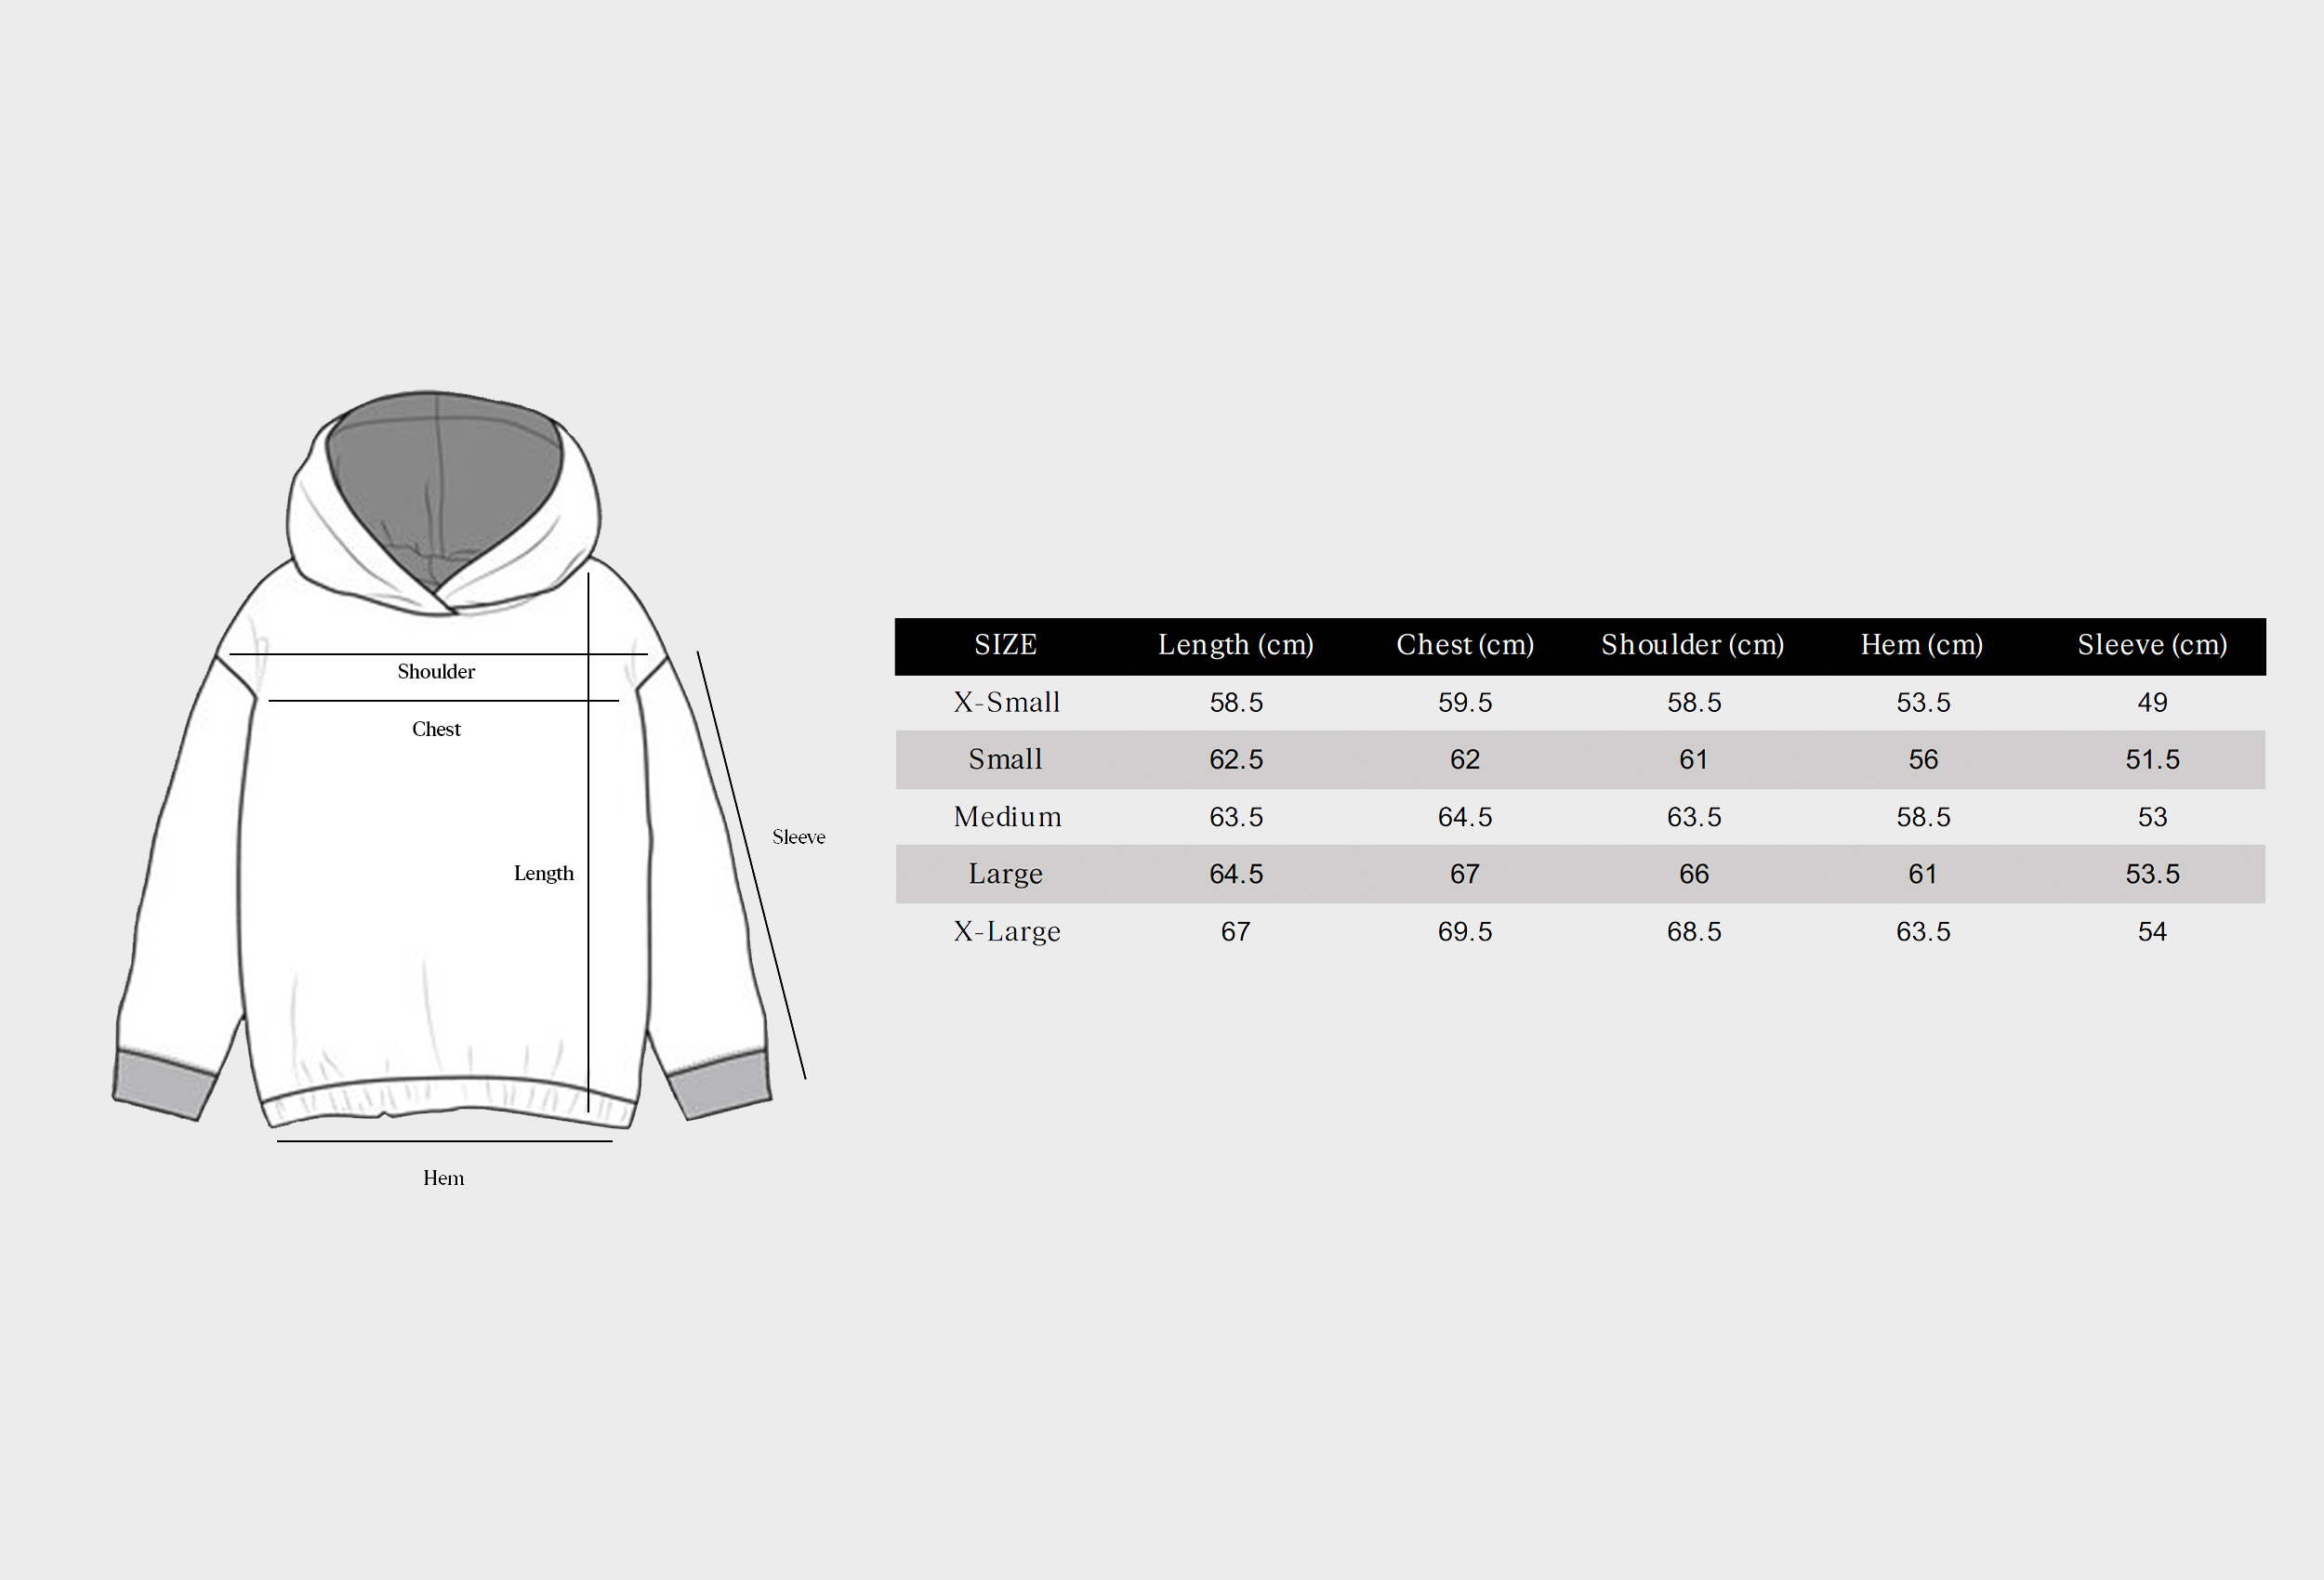 Shoulder
Chest
Sleeve
Length
Hem
SIZE Length (cm) Chest (cm) Shoulder (cm) Hem (cm) Sleeve (cm)
X-Small 58.5 59.5 58.5 53.5 49
Small 62.5 62 61 56 51.5
Medium 63.5 64.5 63.5 58.5 53
Large 64.5 67 66 61 53.5
X-Large 67 69.5 68.5 63.5 54